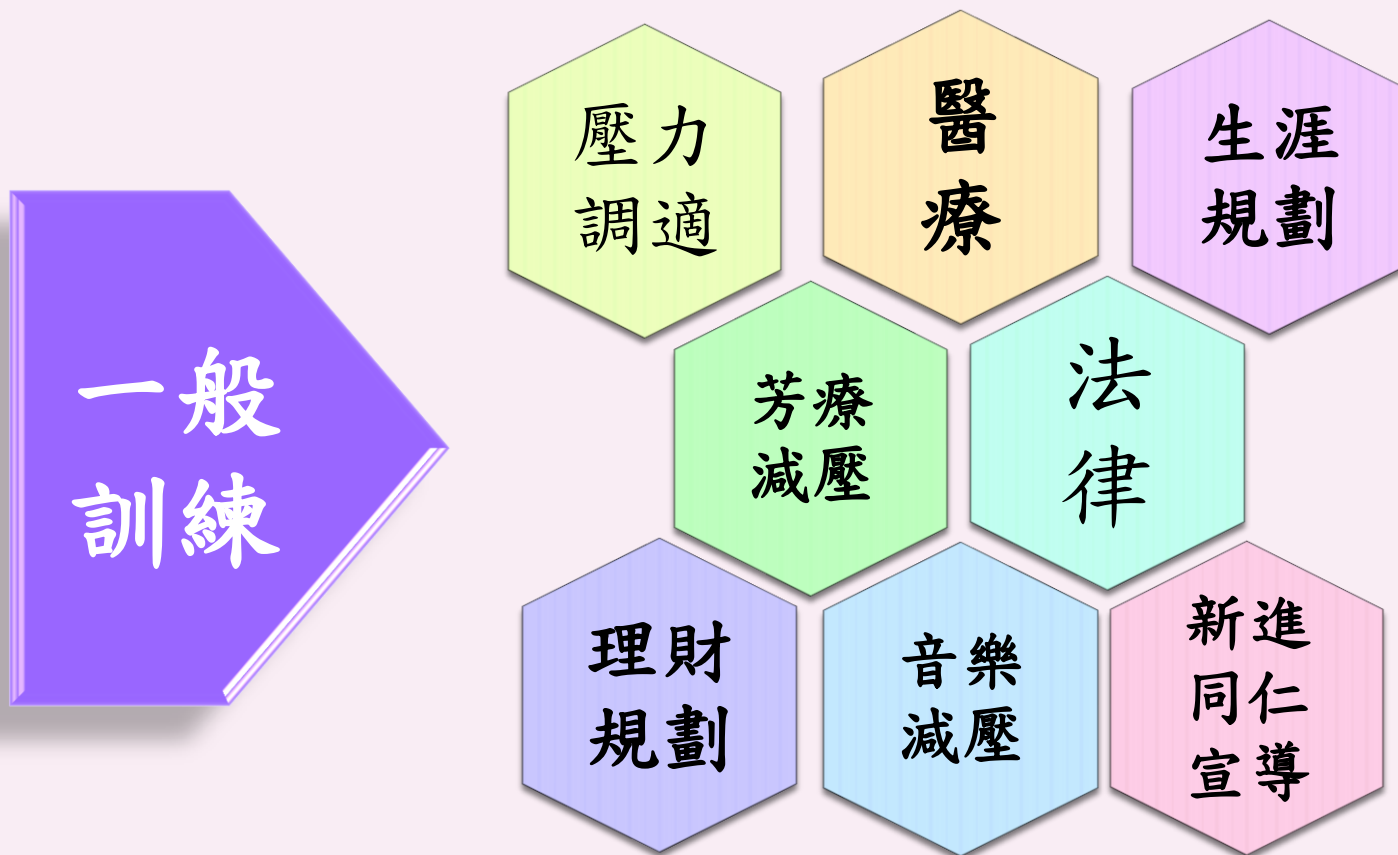 一般
訓練
壓力
調適
醫
療
生涯
規劃
芳療
減壓
法
律
理財
規劃
音樂
減壓
新進
同仁
宣導